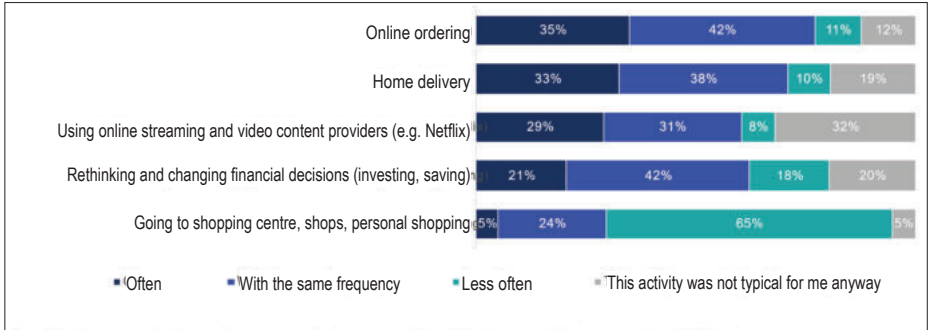 Online ordering
35% 42% 11% 12%
Home delivery
33% 38% 10% 19%
Using online streaming and video content providers (e.g. Netflix)
29% 31% 8% 32%
Rethinking and changing financial decisions (investing, saving)
21% 42% 18% 20%
Going to shopping centre, shops, personal shopping
5% 24% 65% 5%
Often With the same frequency Less often This activity was not typical for me anyway